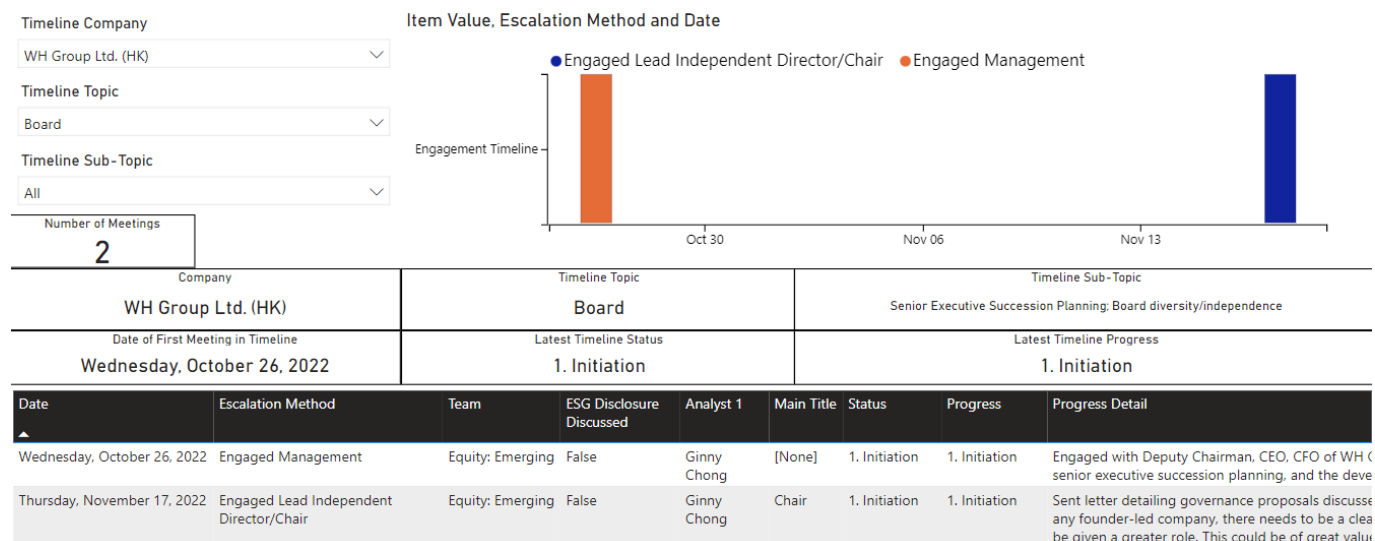 Timeline Company
WH Group Ltd. (HK)
Timeline Topic
Board
Timeline Sub-Topic
All
Number of Meetings
2
Item Value, Escalation Method and Date
Engaged Lead Independent Director/Chair Engaged Management
Engagement Timeline
Oct 30 Nov 06 Nov 13
Company
WH Group Ltd. (HK)
Timeline Topic
Board
Timeline Sub-Topic
Senior Executive Succession Planning; Board diversity/independence
Date of First Meeting in Timeline
Wednesday, October 26, 2022
Latest Timeline Status
1. Initiation
Latest Timeline Progress
1. Initiation
Date Escalation Method Team ESG Disclosure Analyst 1 Main Title Status Progress Progress Detail
Discussed
Wednesday, October 26, 2022 Engaged Management Equity: Emerging False Ginny [None] 1. Initiation 1. Initiation Engaged with Deputy Chairman, CEO, CFO of WH
Chong senior executive succession planning, and the deve
Thursday, November 17, 2022 Engaged Lead Independent Equity: Emerging False Ginny Chair 1. Initiation 1. Initiation Sent letter detailing governance proposals discusse
Director/Chair Chong any founder-led company, there needs to be a clea
be given a greater role. This could be of great value